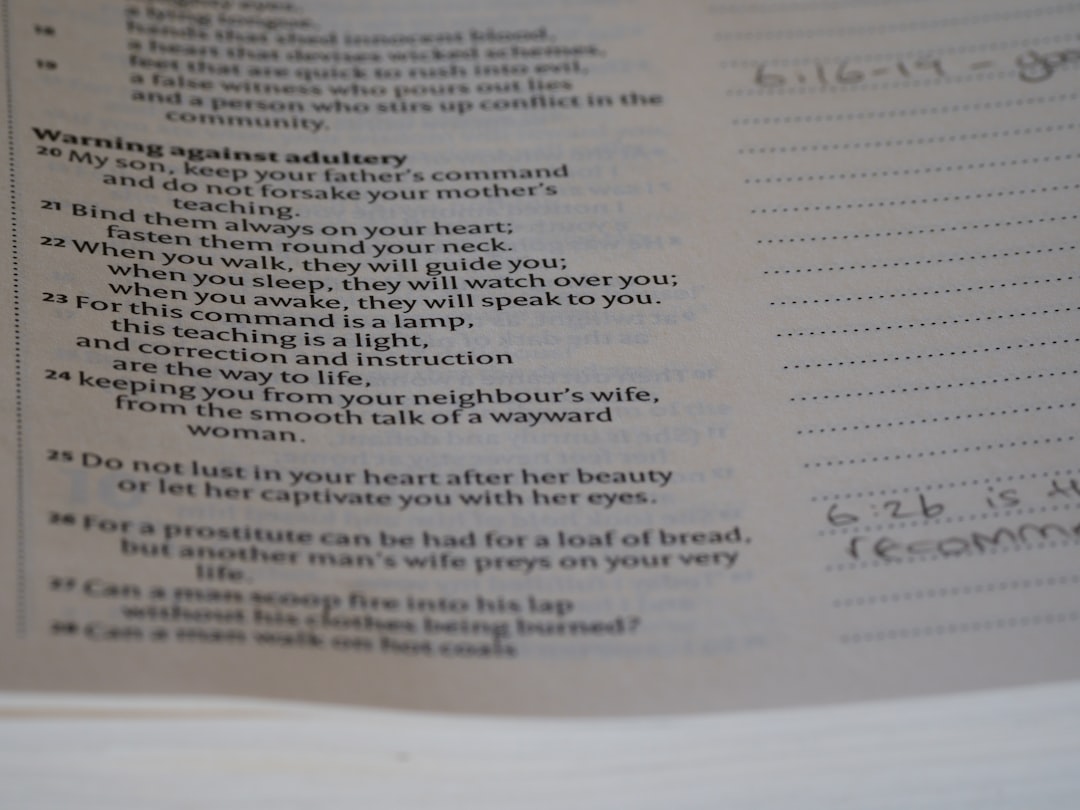 a lying tongue,
18 hands that shed innocent blood,
a heart that devises wicked schemes,
19 feet that are quick to rush into evil,
a false witness who pours out lies
and a person who stirs up conflict in the
community.
Warning against adultery
20 My son, keep your father's command
and do not forsake your mother's
teaching.
21 Bind them always on your heart;
fasten them round your neck.
22 When you walk, they will guide you;
when you sleep, they will watch over you;
when you awake, they will speak to you.
23 For this command is a lamp,
this teaching is a light,
and correction and instruction
are the way to life,
24 keeping you from your neighbour's wife,
from the smooth talk of a wayward
woman.
25 Do not lust in your heart after her beauty
or let her captivate you with her eyes.
26 For a prostitute can be had for a loaf of bread,
but another man's wife preys on your very
life.
27 Can a man scoop fire into his lap
without his clothes being burned?
28 Can a man walk on hot coals
6:16-19 -
6:26 is
recomm